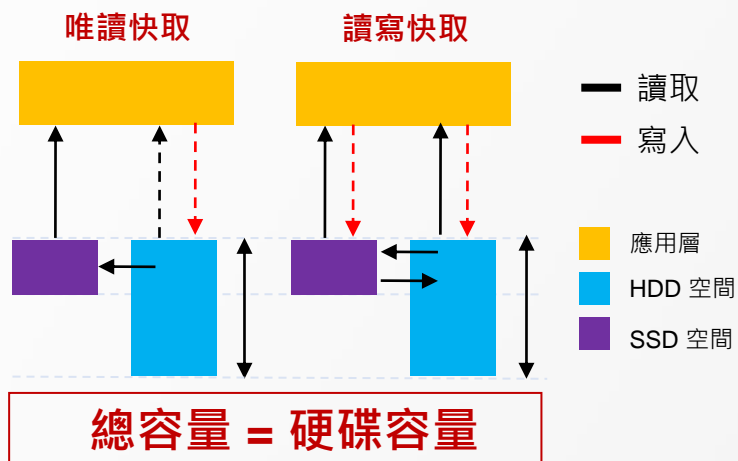 唯讀快取
讀寫快取
讀取
寫入
應用層
HDD 空間
SSD 空間
總容量 = 硬碟容量